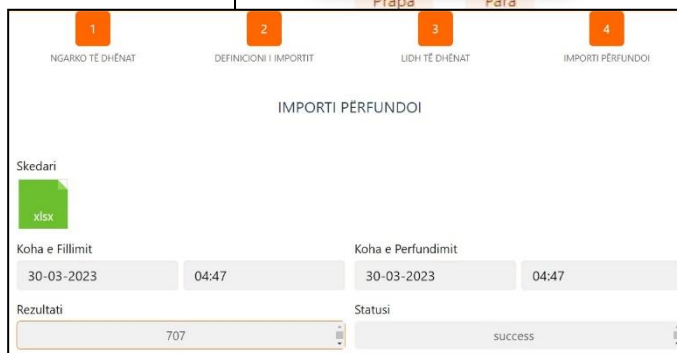 Prapa Para
1 2 3 4
NGARKO TË DHËNAT DEFINICIONI I IMPORTIT LIDH TË DHËNAT IMPORTI PËRFUNDOI
IMPORTI PËRFUNDOI
Skedari
xlsx
Koha e Fillimit Koha e Perfundimit
30-03-2023 04:47 30-03-2023 04:47
Rezultati Statusi
707 success